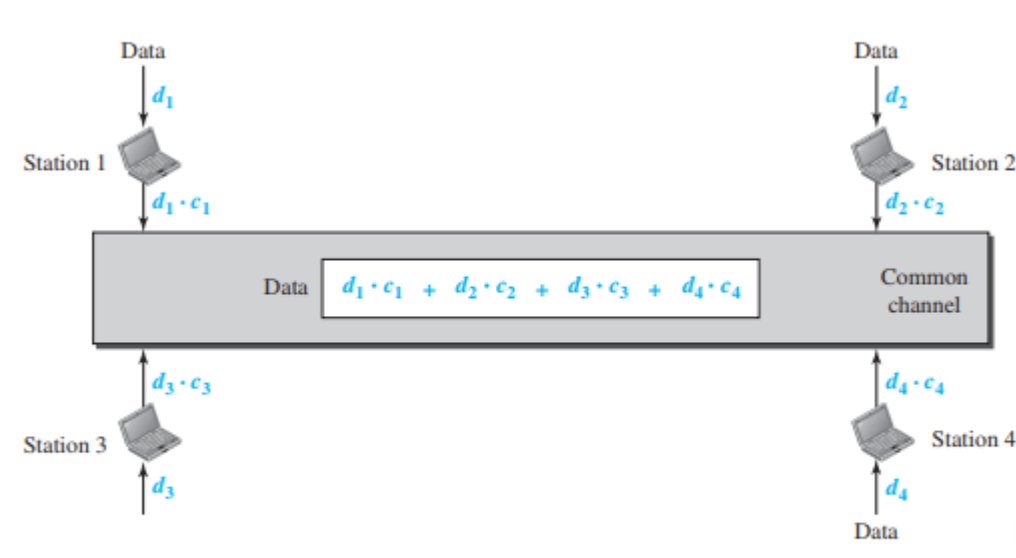 Data
Data
d₁
d₂
Station 1
Station 2
d₁ · c₁
d₂ · c₂
Data
d₁ · c₁ + d₂ · c₂ + d₃ · c₃ + d₄ · c₄
Common
channel
d₃ · c₃
d₄ · c₄
Station 3
Station 4
d₃
d₄
Data